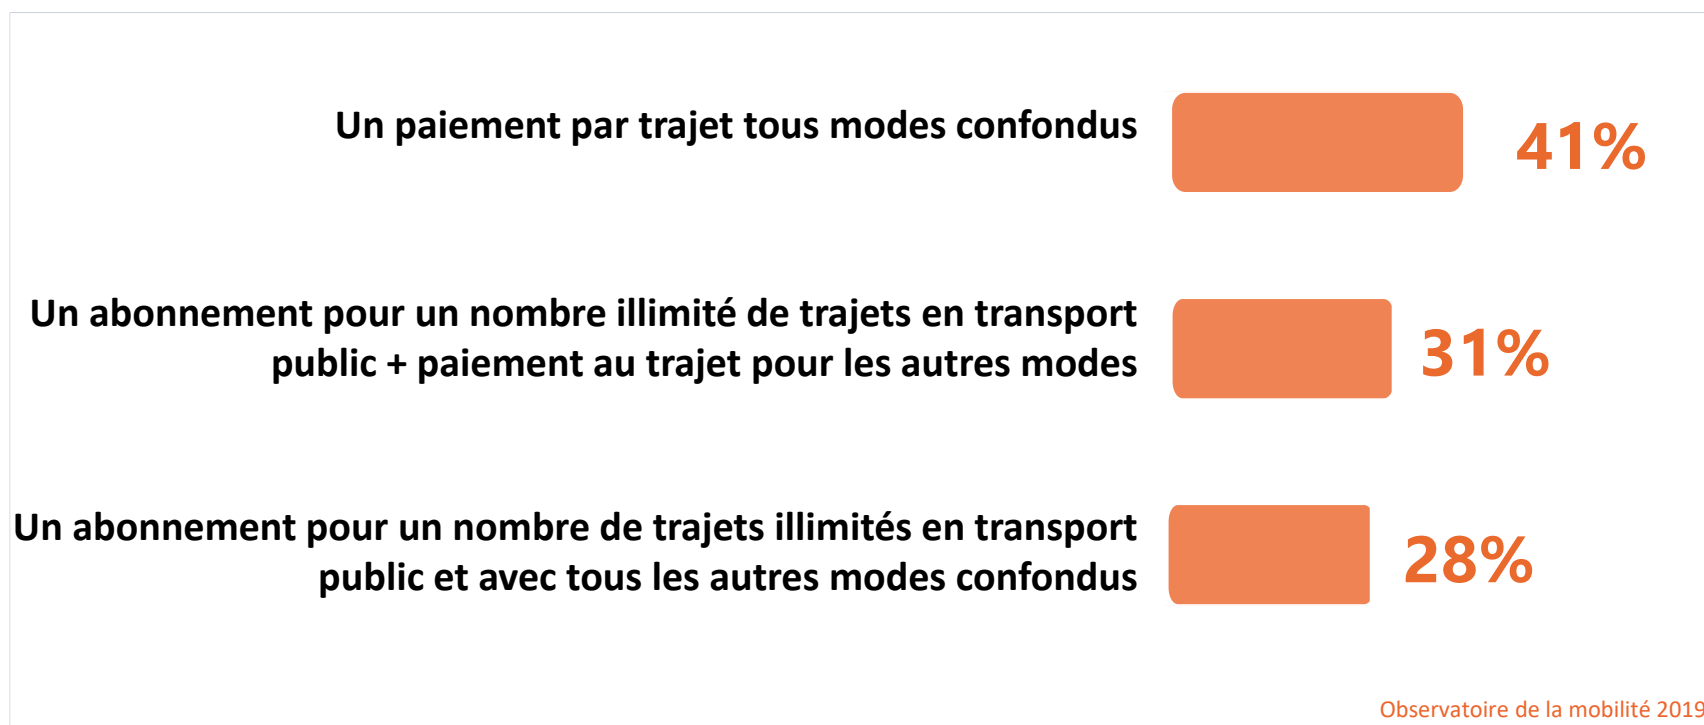 Un paiement par trajet tous modes confondus
41%
Un abonnement pour un nombre illimité de trajets en transport
public + paiement au trajet pour les autres modes
31%
Un abonnement pour un nombre de trajets illimités en transport
public et avec tous les autres modes confondus
28%
Observatoire de la mobilité 2019